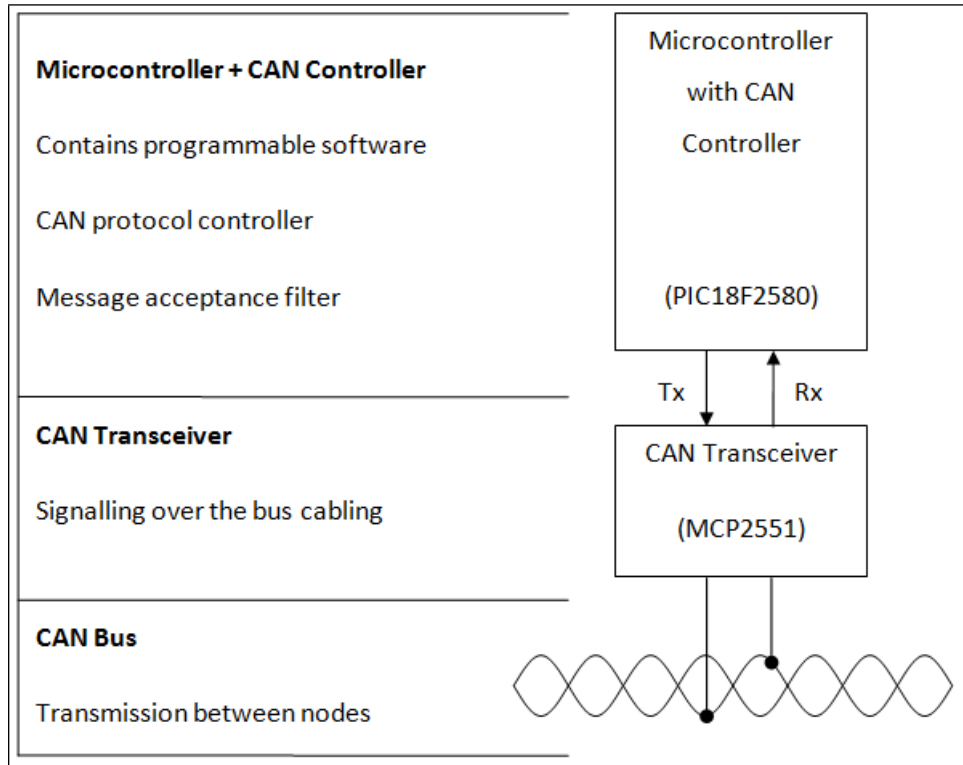 Microcontroller + CAN Controller
Contains programmable software
CAN protocol controller
Message acceptance filter
Microcontroller
with CAN
Controller
(PIC18F2580)
Tx
Rx
CAN Transceiver
Signalling over the bus cabling
CAN Transceiver
(MCP2551)
CAN Bus
Transmission between nodes